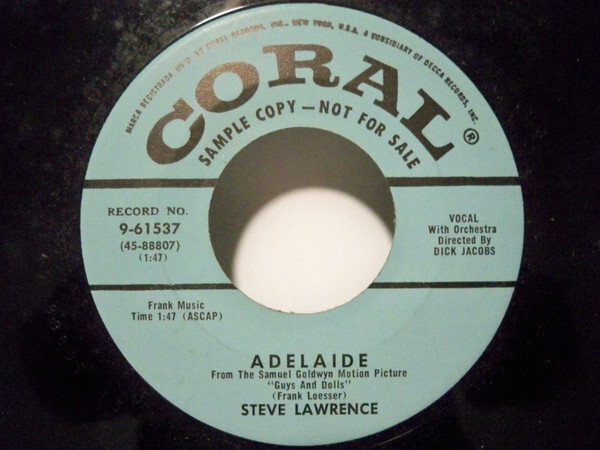 MARCA REGISTRADA MF'D BY CORAL RECORDS, INC., NEW YORK, U.S.A. A SUBSIDIARY OF DECCA RECORDS, INC.
CORAL®
SAMPLE COPY — NOT FOR SALE
RECORD NO.
9-61537
(45-88807)
(1:47)
VOCAL
With Orchestra
Directed By
DICK JACOBS
Frank Music
Time 1:47 (ASCAP)
ADELAIDE
From The Samuel Goldwyn Motion Picture
"Guys And Dolls"
(Frank Loesser)
STEVE LAWRENCE